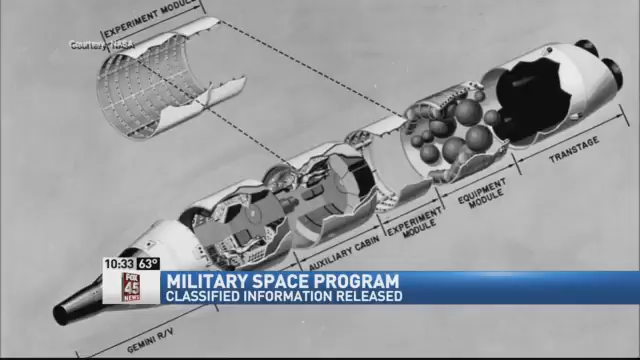 EXPERIMENT MODULE
Courtesy: NASA
TRANSTAGE
EQUIPMENT
MODULE
EXPERIMENT
MODULE
AUXILIARY CABIN
GEMINI R/V
10:33 63°
FOX
45
NEWS
MILITARY SPACE PROGRAM
CLASSIFIED INFORMATION RELEASED